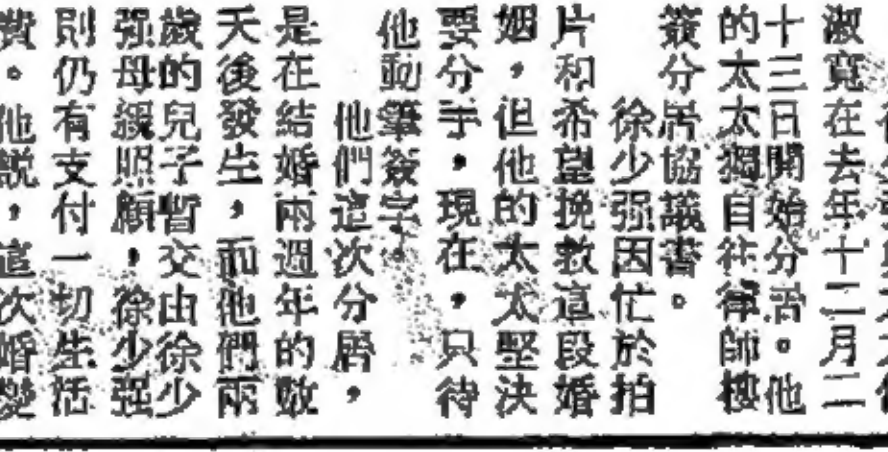 淑寬在去年十二月二
十三日開始分居。他
的太太獨自往律師樓
簽分居協議書。
徐少强因忙於拍
片和希望挽救這段婚
姻，但他的太太堅決
要分手，現在，只待
他動筆簽字。
他們這次分居，
是在結婚兩週年的數
天後發生，而他們兩
歲的兒子暫交由徐少
强母親照顧，徐少强
則仍有支付一切生活
費。他説，這次婚變